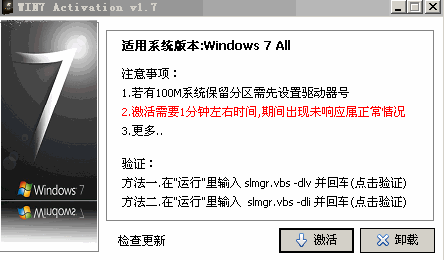 WIN7 Activation v1.7
适用系统版本:Windows 7 All
注意事项：
1.若有100M系统保留分区需先设置驱动器号
2.激活需要1分钟左右时间,期间出现未响应属正常情况
3.更多..
验证：
方法一.在"运行"里输入 slmgr.vbs -dlv 并回车(点击验证)
方法二.在"运行"里输入 slmgr.vbs -dli 并回车(点击验证)
7
Windows 7
Windows 7
检查更新
激活
卸载